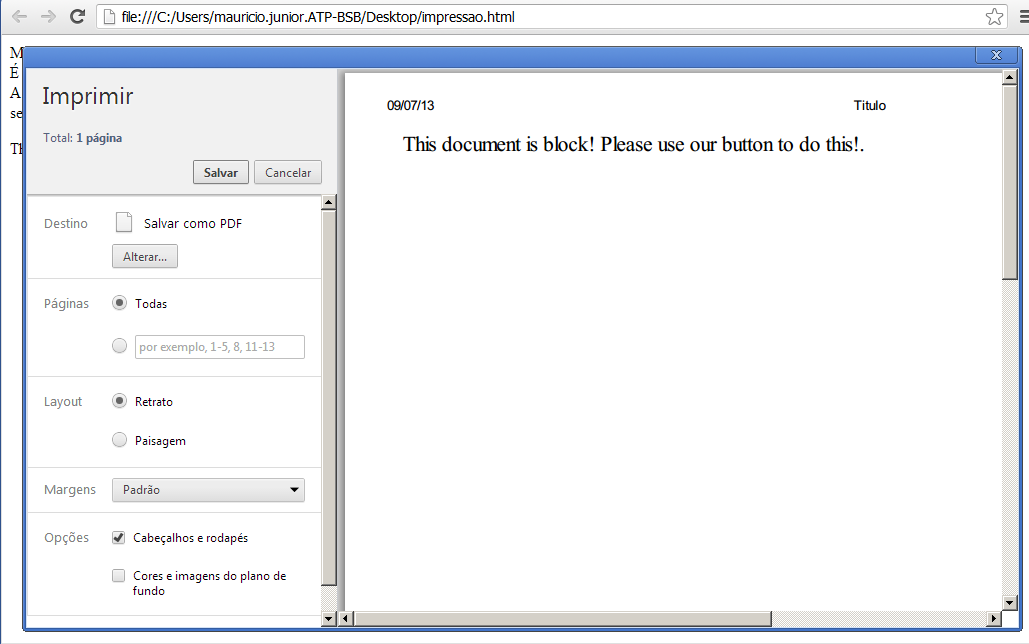 file:///C:/Users/mauricio.junior.ATP-BSB/Desktop/impressao.html
M
É
A
se
Th
Imprimir
Total: 1 página
Salvar Cancelar
Destino Salvar como PDF
Alterar...
Páginas Todas
por exemplo, 1-5, 8, 11-13
Layout Retrato
Paisagem
Margens Padrão
Opções Cabeçalhos e rodapés
Cores e imagens do plano de
fundo
09/07/13 Titulo
This document is block! Please use our button to do this!.